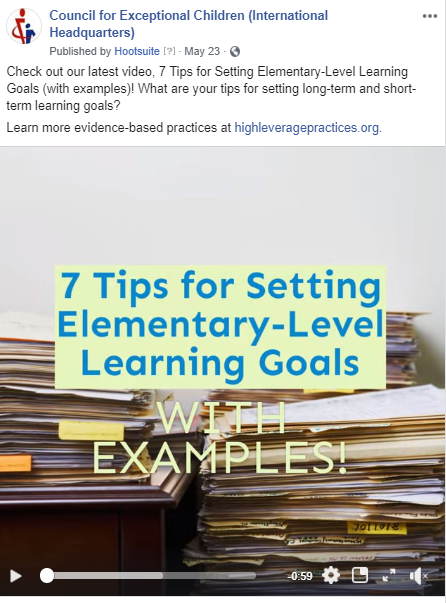 Council for Exceptional Children (International
Headquarters)
Published by Hootsuite [?] · May 23 ·
Check out our latest video, 7 Tips for Setting Elementary-Level Learning
Goals (with examples)! What are your tips for setting long-term and short-
term learning goals?
Learn more evidence-based practices at highleveragepractices.org.
7 Tips for Setting
Elementary-Level
Learning Goals
WITH
EXAMPLES!
-0:59